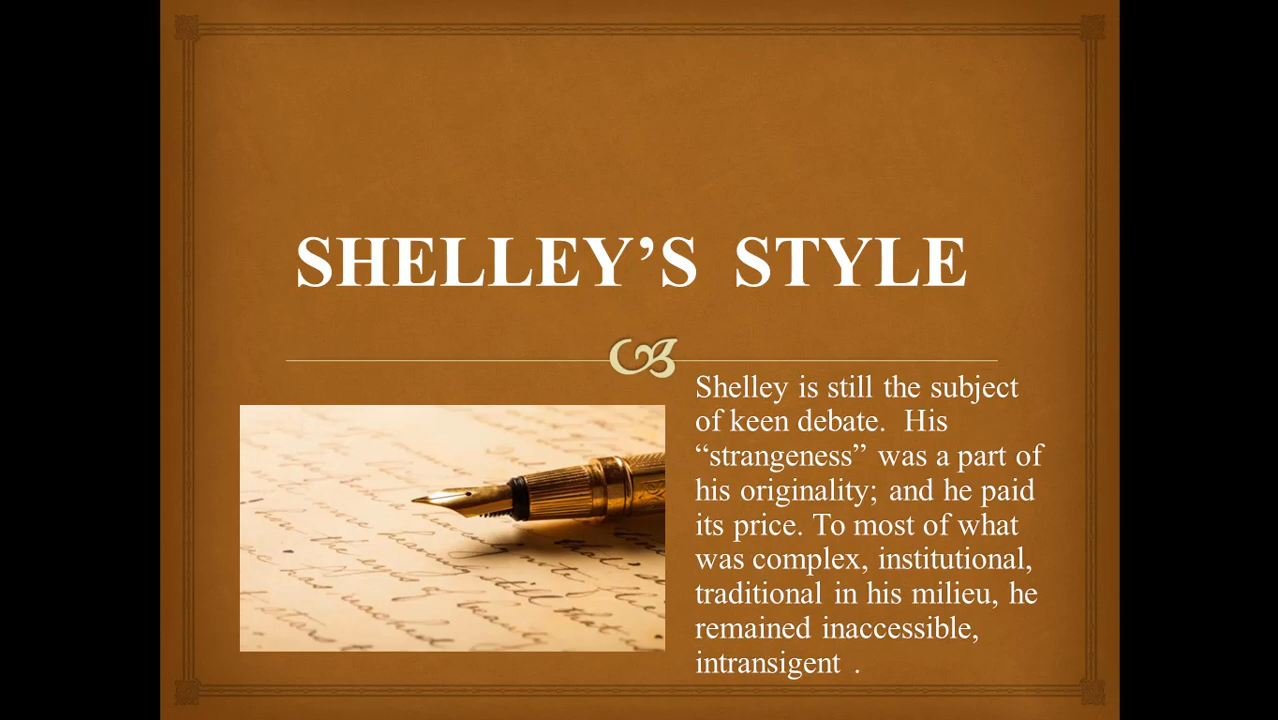 SHELLEY’S STYLE
Shelley is still the subject
of keen debate. His
“strangeness” was a part of
his originality; and he paid
its price. To most of what
was complex, institutional,
traditional in his milieu, he
remained inaccessible,
intransigent .